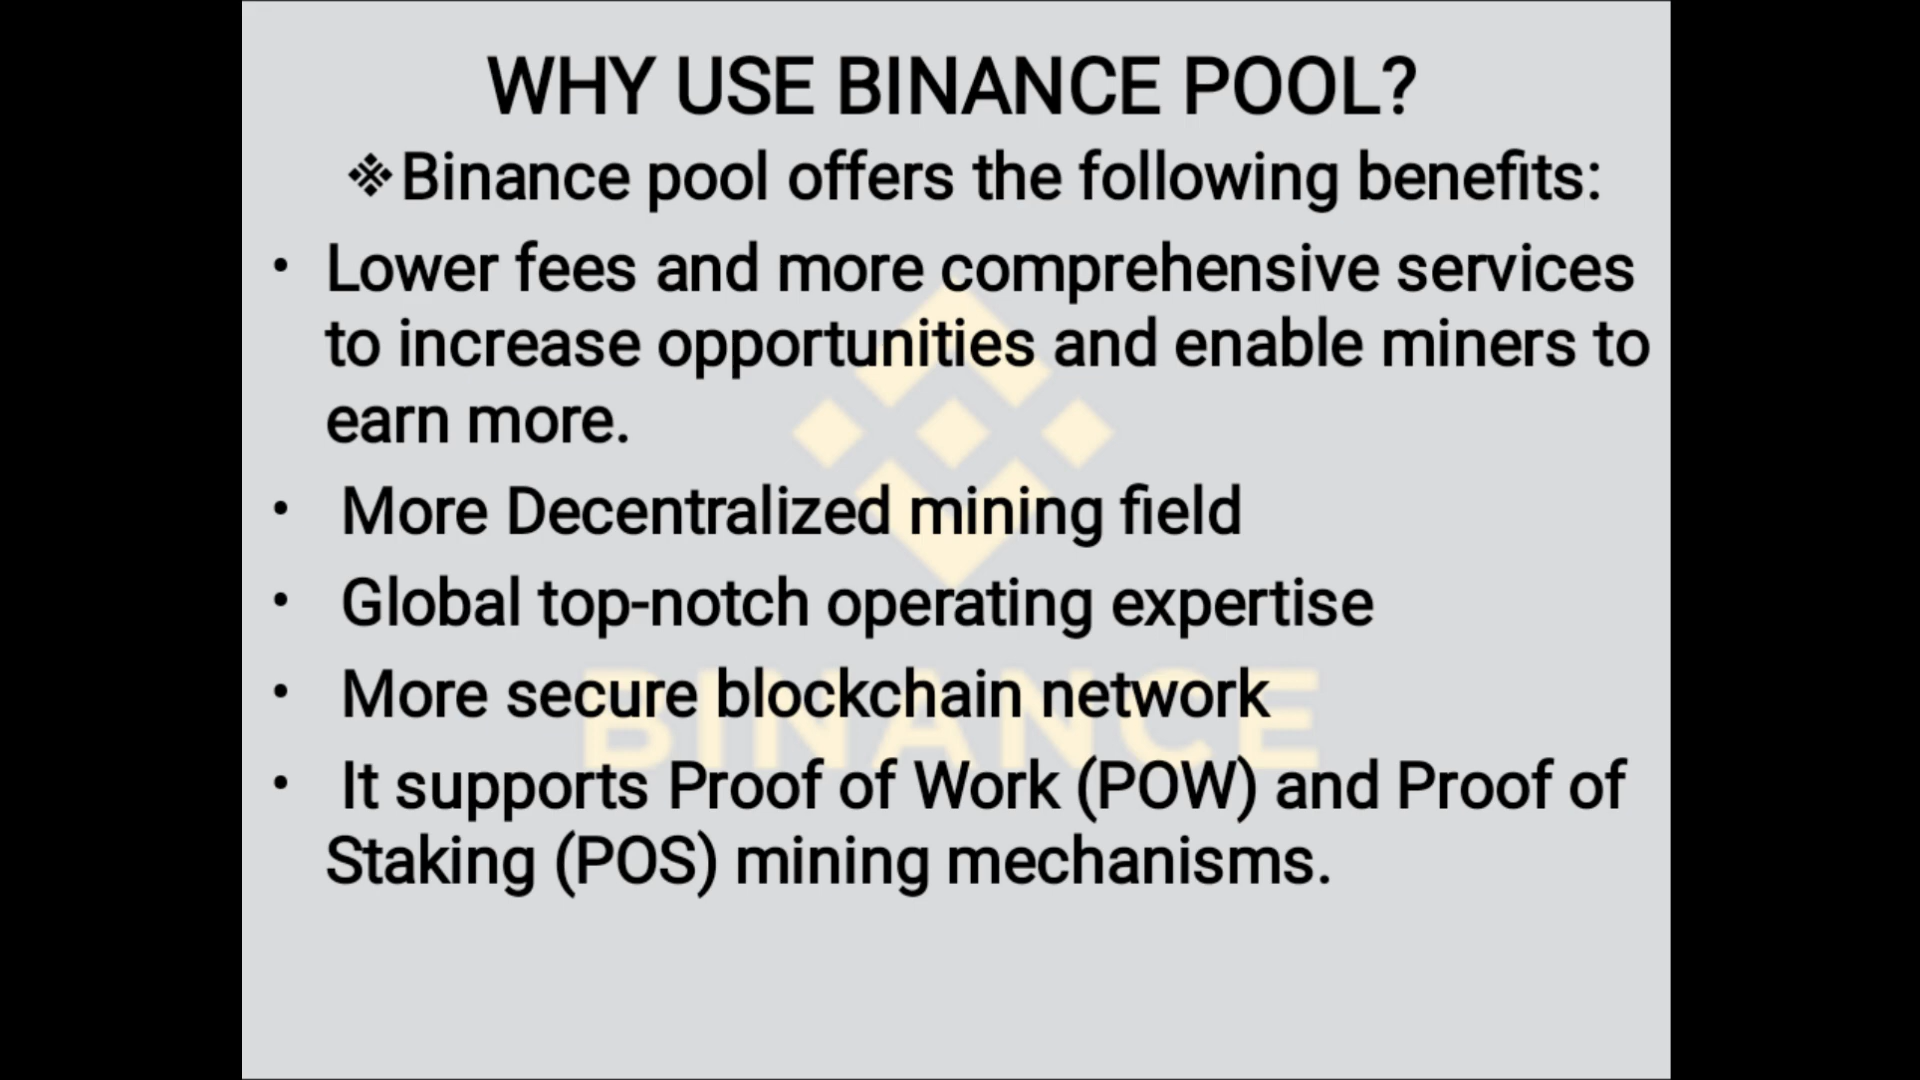 WHY USE BINANCE POOL?
❖Binance pool offers the following benefits:
• Lower fees and more comprehensive services
to increase opportunities and enable miners to
earn more.
• More Decentralized mining field
• Global top-notch operating expertise
• More secure blockchain network
BINANCE
• It supports Proof of Work (POW) and Proof of
Staking (POS) mining mechanisms.